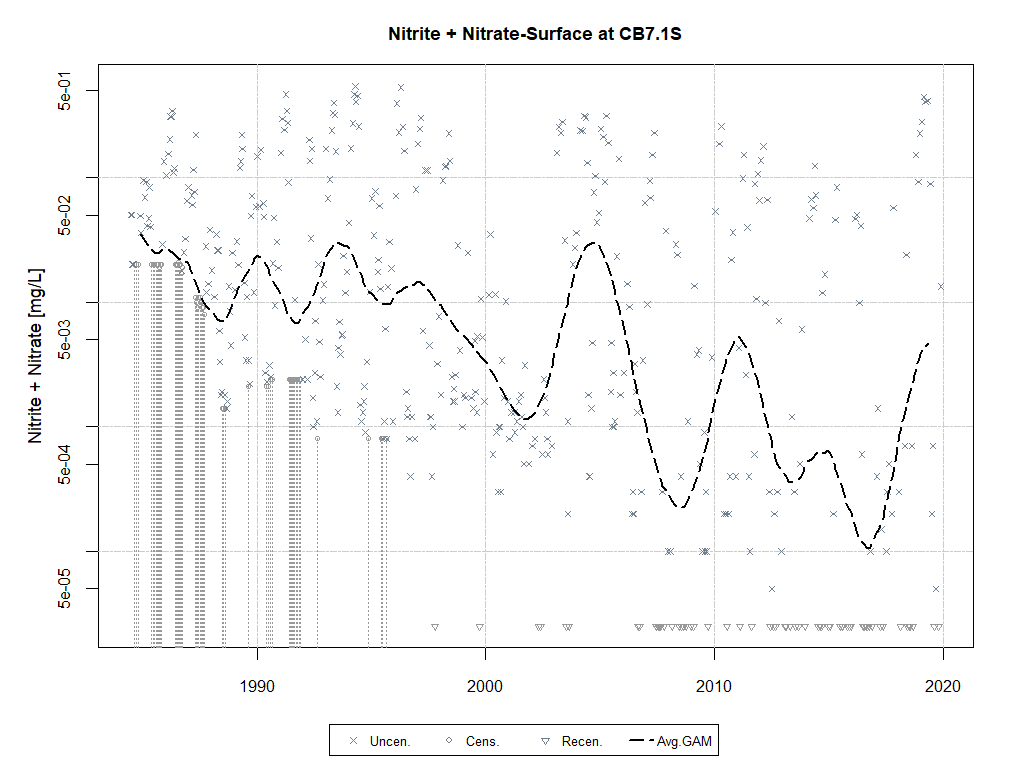 Nitrite + Nitrate-Surface at CB7.1S
Nitrite + Nitrate [mg/L]
5e-01
5e-02
5e-03
5e-04
5e-05
1990 2000 2010 2020
Uncen. Cens. Recen. Avg.GAM